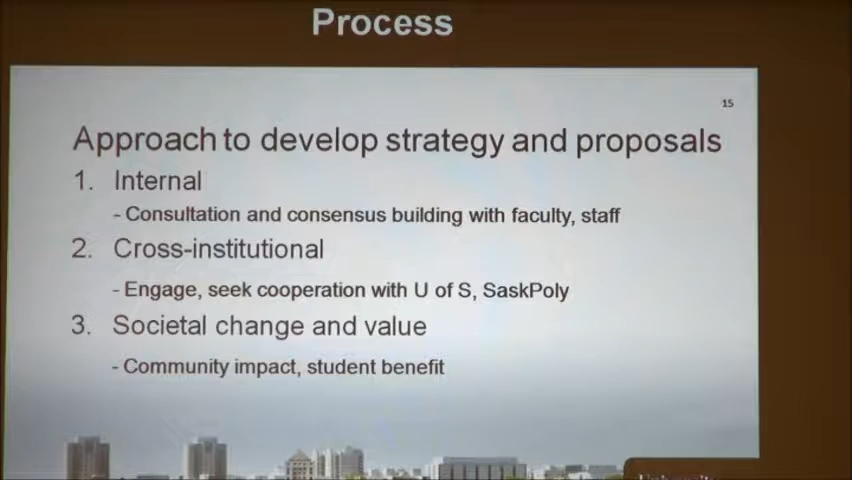 Process
15
Approach to develop strategy and proposals
1. Internal
- Consultation and consensus building with faculty, staff
2. Cross-institutional
- Engage, seek cooperation with U of S, SaskPoly
3. Societal change and value
- Community impact, student benefit